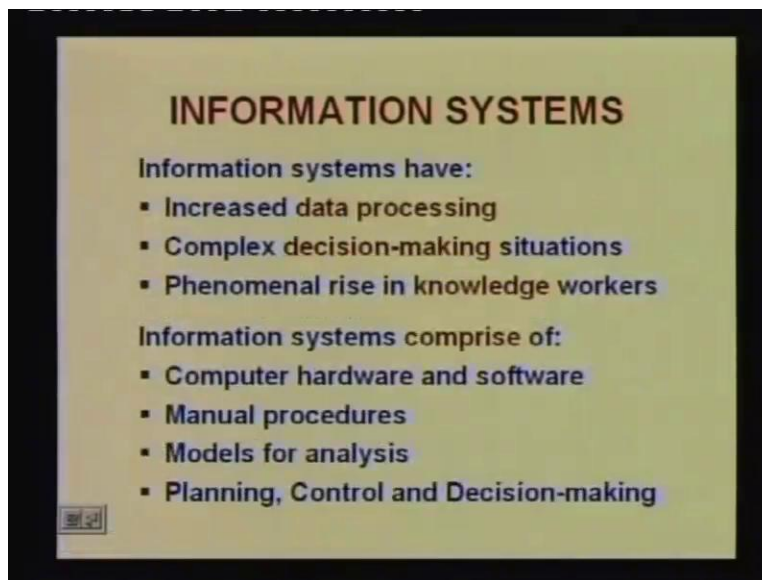 INFORMATION SYSTEMS
Information systems have:
▪ Increased data processing
▪ Complex decision-making situations
▪ Phenomenal rise in knowledge workers
Information systems comprise of:
▪ Computer hardware and software
▪ Manual procedures
▪ Models for analysis
▪ Planning, Control and Decision-making